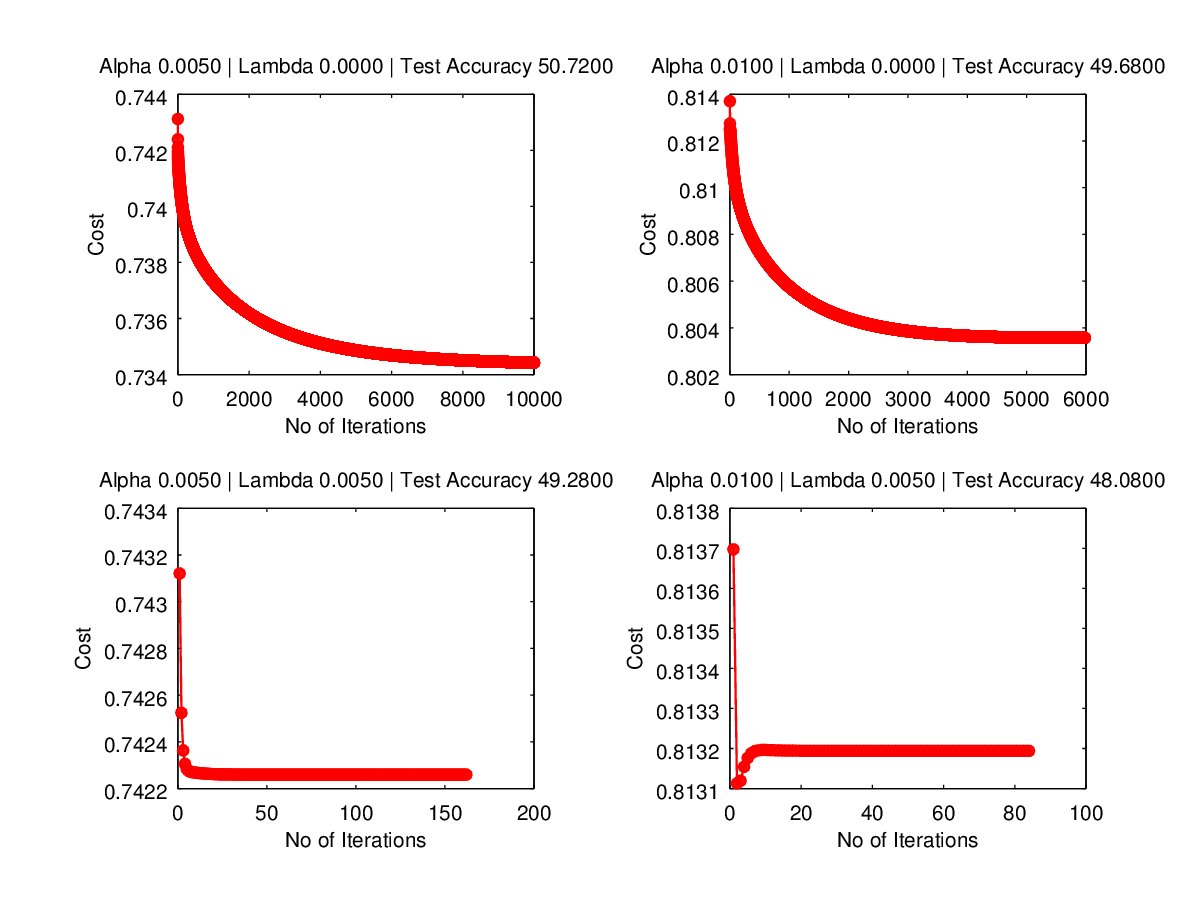 Alpha 0.0050 | Lambda 0.0000 | Test Accuracy 50.7200
0.744
0.742
0.74
0.738
0.736
0.734
Cost
0 2000 4000 6000 8000 10000
No of Iterations
Alpha 0.0100 | Lambda 0.0000 | Test Accuracy 49.6800
0.814
0.812
0.81
0.808
0.806
0.804
0.802
Cost
0 1000 2000 3000 4000 5000 6000
No of Iterations
Alpha 0.0050 | Lambda 0.0050 | Test Accuracy 49.2800
0.7434
0.7432
0.743
0.7428
0.7426
0.7424
0.7422
Cost
0 50 100 150 200
No of Iterations
Alpha 0.0100 | Lambda 0.0050 | Test Accuracy 48.0800
0.8138
0.8137
0.8136
0.8135
0.8134
0.8133
0.8132
0.8131
Cost
0 20 40 60 80 100
No of Iterations